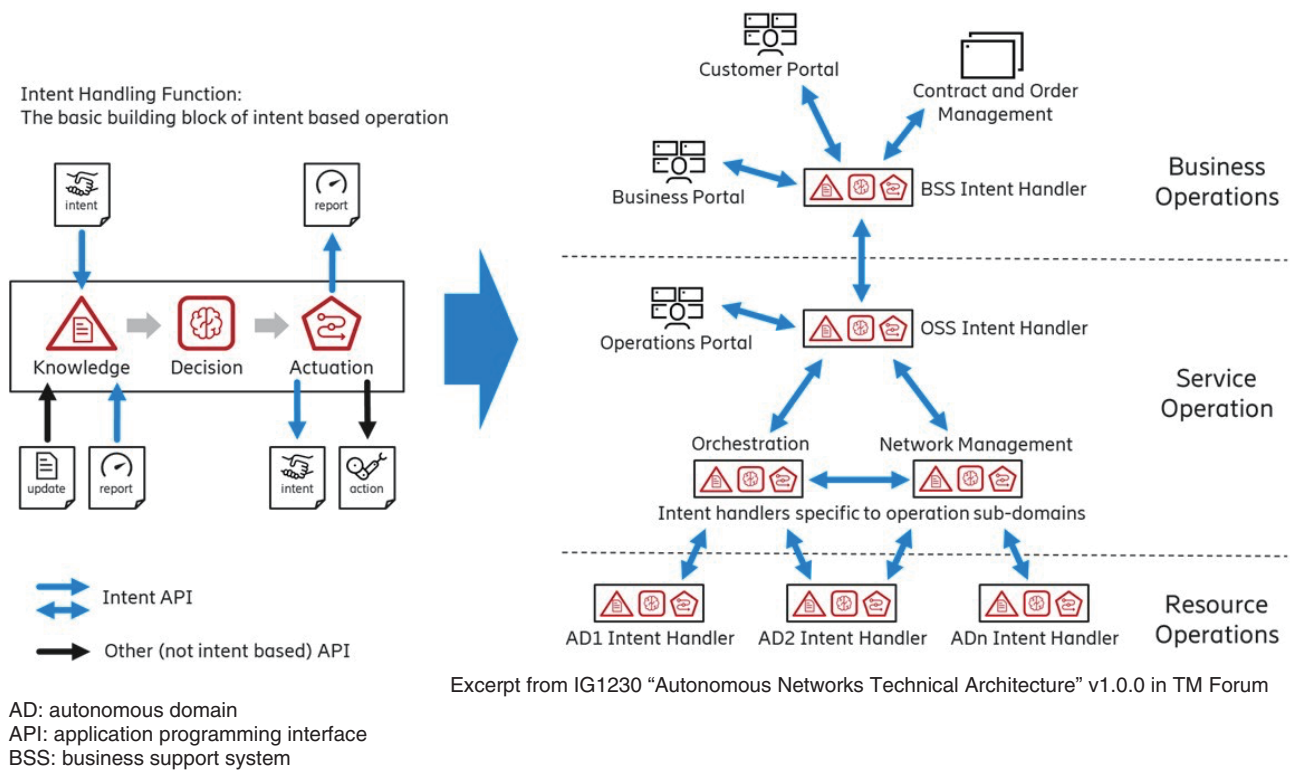 Intent Handling Function:
The basic building block of intent based operation
intent
report
Knowledge
Decision
Actuation
update
report
intent
action
Intent API
Other (not intent based) API
Customer Portal
Contract and Order
Management
Business Portal
BSS Intent Handler
Business
Operations
Operations Portal
OSS Intent Handler
Service
Operation
Orchestration
Network Management
Intent handlers specific to operation sub-domains
AD1 Intent Handler
AD2 Intent Handler
ADn Intent Handler
Resource
Operations
Excerpt from IG1230 “Autonomous Networks Technical Architecture” v1.0.0 in TM Forum
AD: autonomous domain
API: application programming interface
BSS: business support system